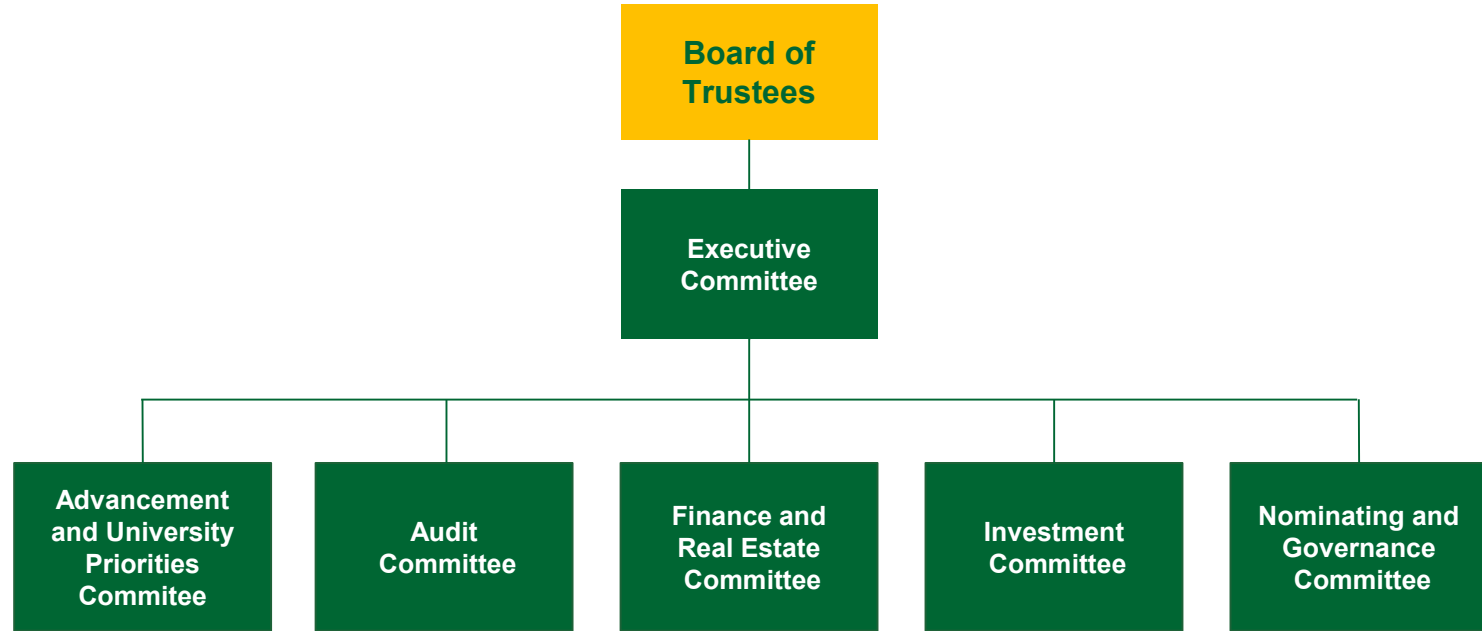 Board of
Trustees
Executive
Committee
Advancement
and University
Priorities
Commitee
Audit
Committee
Finance and
Real Estate
Committee
Investment
Committee
Nominating and
Governance
Committee